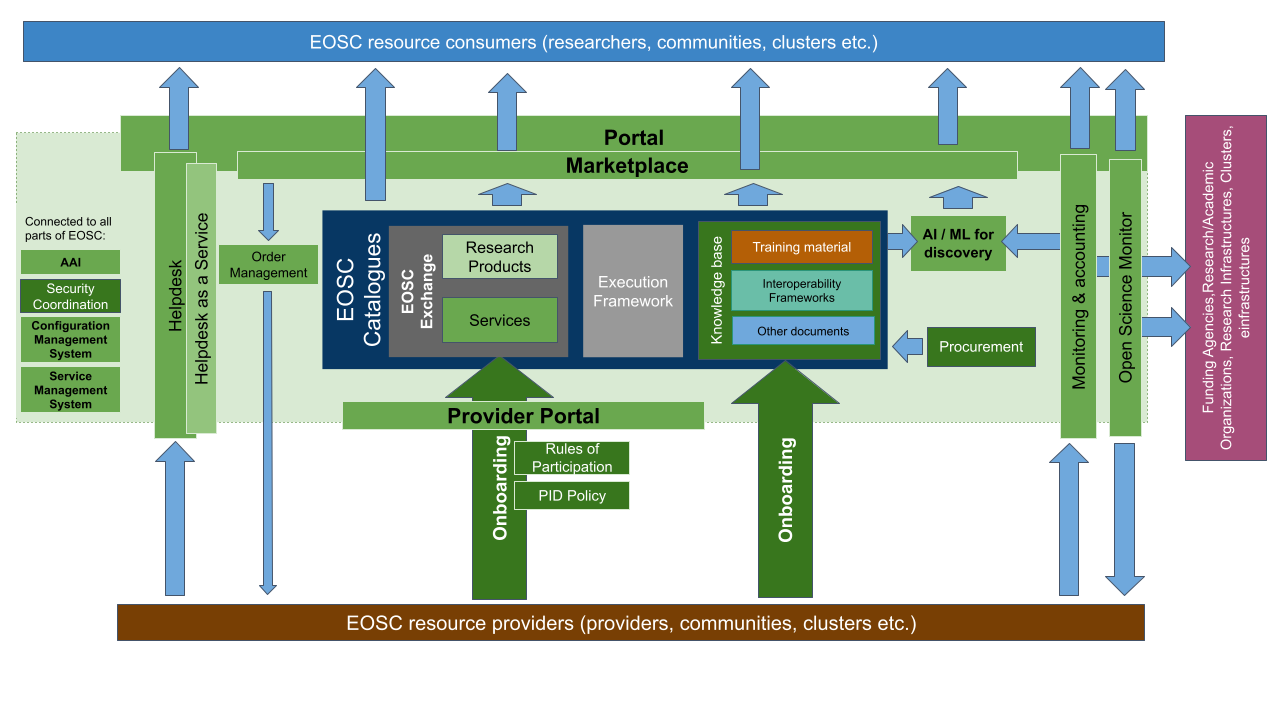 EOSC resource consumers (researchers, communities, clusters etc.)
Portal
Marketplace
Connected to all
parts of EOSC:
AAI
Security
Coordination
Configuration
Management
System
Service
Management
System
Helpdesk
Helpdesk as a Service
Order
Management
EOSC
Catalogues
EOSC
Exchange
Research
Products
Services
Execution
Framework
Knowledge base
Training material
Interoperability
Frameworks
Other documents
AI / ML for
discovery
Procurement
Monitoring & accounting
Open Science Monitor
Funding Agencies,Research/Academic
Organizations, Research Infrastructures, Clusters,
einfrastructures
Provider Portal
Onboarding
Rules of
Participation
PID Policy
Onboarding
EOSC resource providers (providers, communities, clusters etc.)